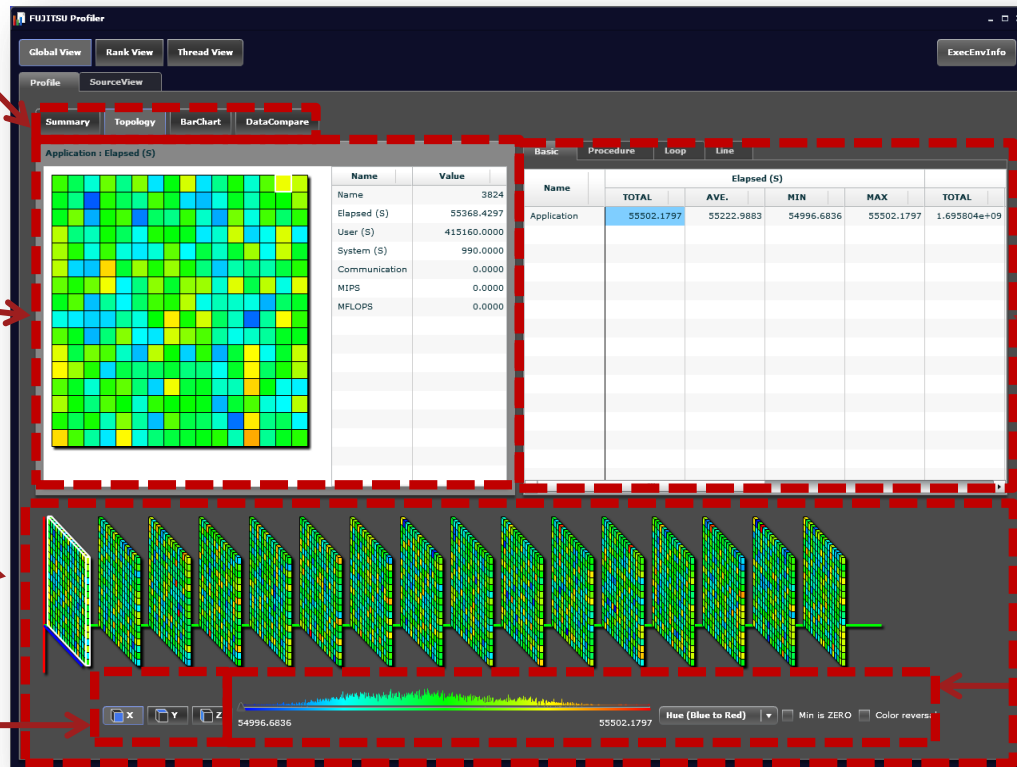 FUJITSU Profiler
Global View Rank View Thread View ExecEnvInfo
Profile SourceView
Summary Topology BarChart DataCompare
Application : Elapsed (S)
Name Value
Name 3824
Elapsed (S) 55368.4297
User (S) 415160.0000
System (S) 990.0000
Communication 0.0000
MIPS 0.0000
MFLOPS 0.0000
Basic Procedure Loop Line
Name Elapsed (S)
TOTAL AVE. MIN MAX TOTAL
Application 55502.1797 55222.9883 54996.6836 55502.1797 1.695804e+09
X Y Z
54996.6836 55502.1797
Hue (Blue to Red) Min is ZERO Color revers